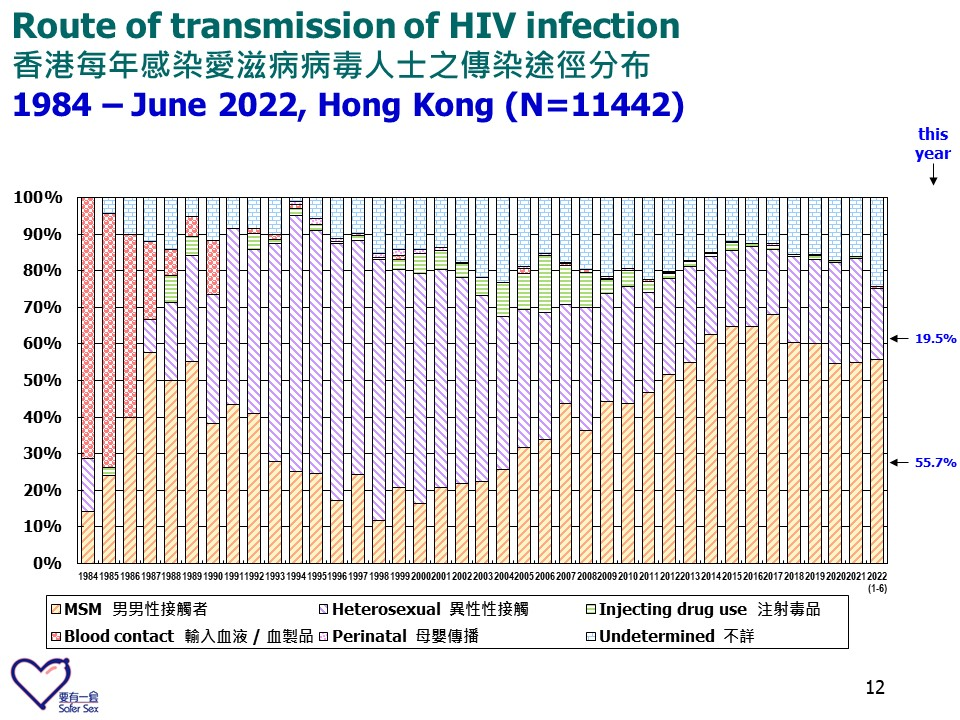 Route of transmission of HIV infection
香港每年感染愛滋病病毒人士之傳染途徑分布
1984 – June 2022, Hong Kong (N=11442)
this
year
100%
90%
80%
70%
60%
50%
40%
30%
20%
10%
0%
19.5%
55.7%
1984 1985 1986 1987 1988 1989 1990 1991 1992 1993 1994 1995 1996 1997 1998 1999 2000 2001 2002 2003 2004 2005 2006 2007 2008 2009 2010 2011 2012 2013 2014 2015 2016 2017 2018 2019 2020 2021 2022
(1-6)
MSM 男男性接觸者 Heterosexual 異性性接觸 Injecting drug use 注射毒品
Blood contact 輸入血液 / 血製品 Perinatal 母嬰傳播 Undetermined 不詳
要有一套
Safer Sex
12